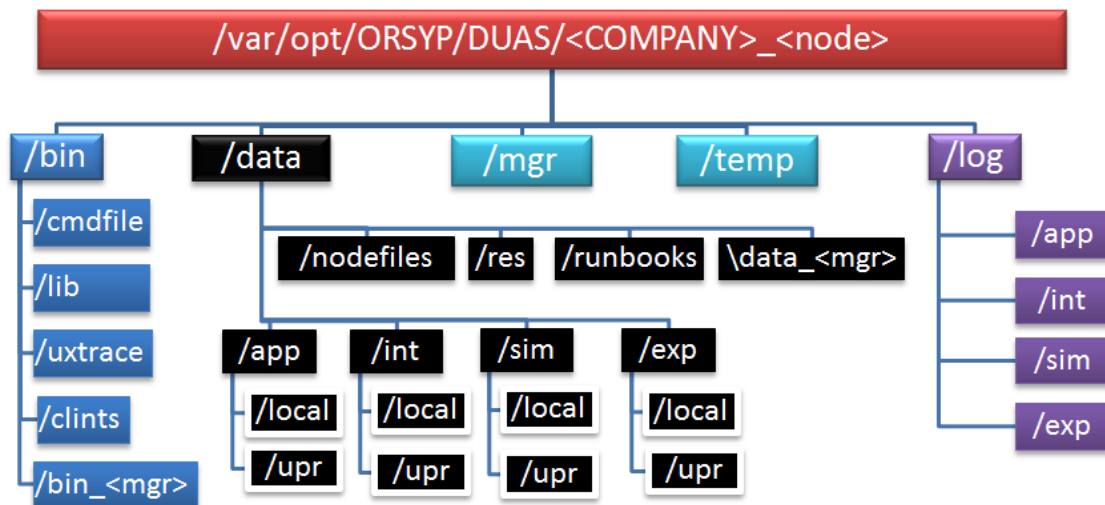 /var/opt/ORSYP/DUAS/<COMPANY>_<node>
/bin
/data
/mgr
/temp
/log
/cmdfile
/lib
/uxtrace
/clints
/bin_<mgr>
/nodefiles
/res
/runbooks
\data_<mgr>
/app
/int
/sim
/exp
/local
/local
/local
/local
/upr
/upr
/upr
/upr
/app
/int
/sim
/exp